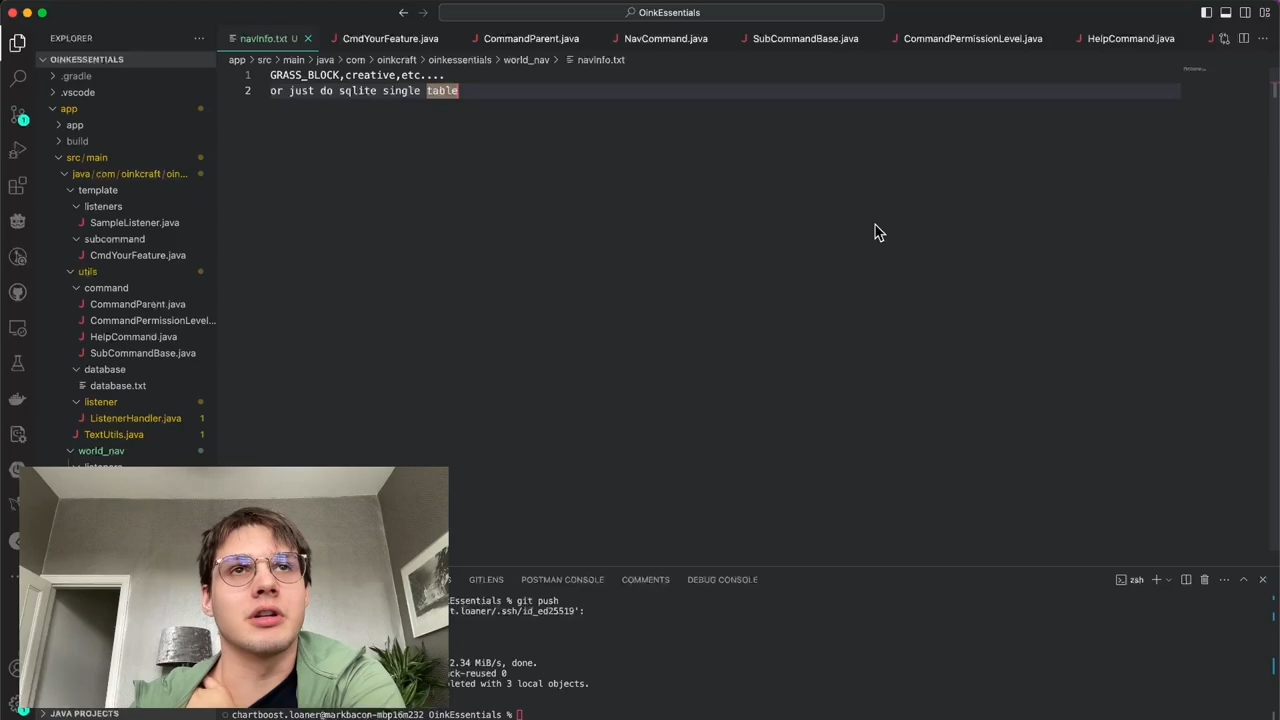 OinkEssentials
EXPLORER
navInfo.txt U
CmdYourFeature.java
CommandParent.java
NavCommand.java
SubCommandBase.java
CommandPermissionLevel.java
HelpCommand.java
OINKESSENTIALS
app > src > main > java > com > oinkcraft > oinkessentials > world_nav > navInfo.txt
.gradle
1 GRASS_BLOCK,creative,etc....
.vscode
2 or just do sqlite single table
app
app
build
src/main
java/com/oinkcraft/oin...
template
listeners
SampleListener.java
subcommand
CmdYourFeature.java
utils
command
CommandParent.java
CommandPermissionLevel...
HelpCommand.java
SubCommandBase.java
database
database.txt
listener
ListenerHandler.java 1
TextUtils.java 1
world_nav
GITLENS POSTMAN CONSOLE COMMENTS DEBUG CONSOLE
zsh
Essentials % git push
t.loaner/.ssh/id_ed25519':
2.34 MiB/s, done.
ck-reused 0
pleted with 3 local objects.
JAVA PROJECTS
chartboost.loaner@markbacon-mbp16m232 OinkEssentials %